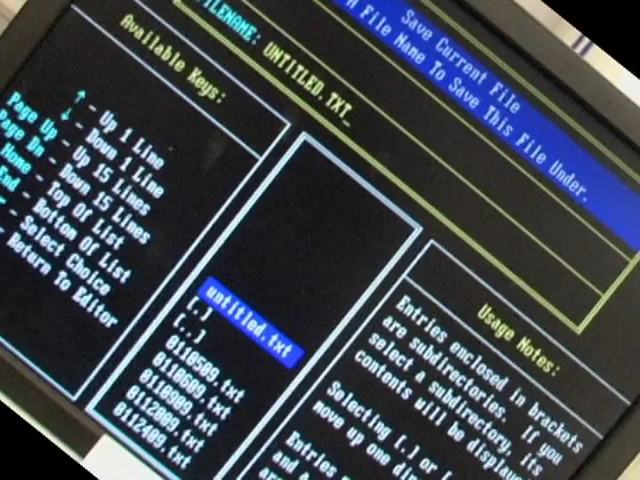 Save Current File
A File Name To Save This File Under.
FILENAME: UNTITLED.TXT_
Available Keys:
↑ - Up 1 Line
↓ - Down 1 Line
Page Up - Up 15 Lines
Page Dn - Down 15 Lines
Home - Top Of List
End - Bottom Of List
- Select Choice
- Return To Editor
untitled.txt
[.]
[..]
0110509.txt
0110609.txt
0110909.txt
0112009.txt
0112409.txt
Usage Notes:
Entries enclosed in brackets
are subdirectories. If you
select a subdirectory, its
contents will be displaye
Selecting [.] or [
move up one dir
Entries
and a